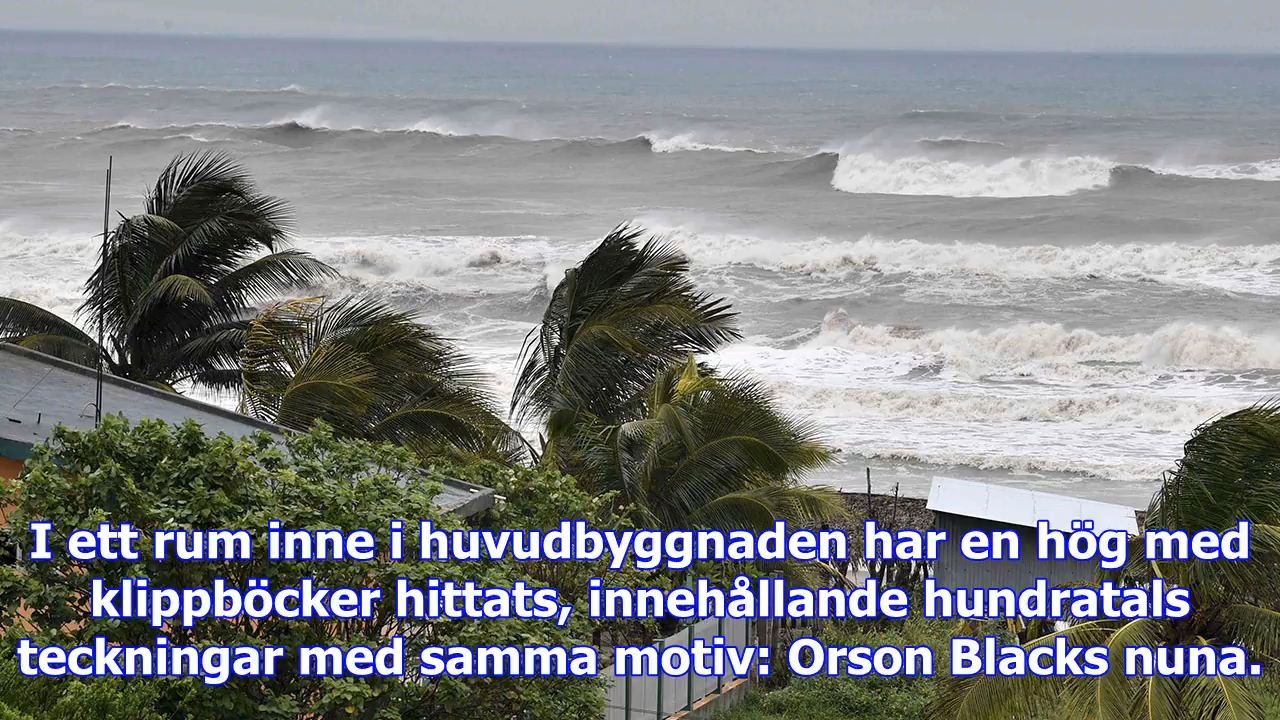 I ett rum inne i huvudbyggnaden har en hög med
klippböcker hittats, innehållande hundratals
teckningar med samma motiv: Orson Blacks nuna.